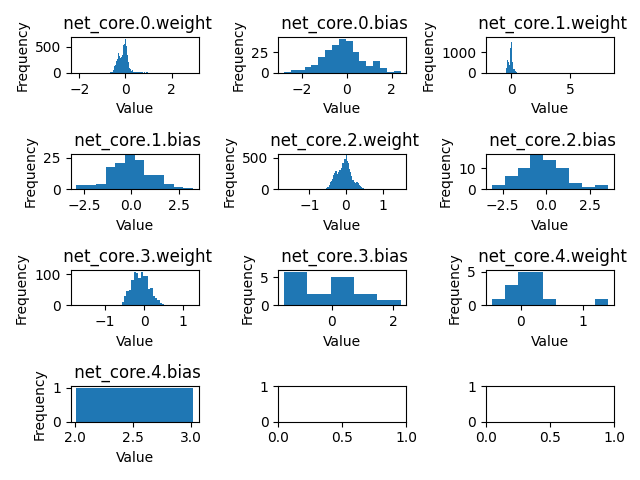 net_core.0.weight
Frequency
500
0
−2
0
2
Value
net_core.0.bias
Frequency
25
0
−2
0
2
Value
net_core.1.weight
Frequency
1000
0
0
5
Value
net_core.1.bias
Frequency
25
0
−2.5
0.0
2.5
Value
net_core.2.weight
Frequency
500
0
−1
0
1
Value
net_core.2.bias
Frequency
10
0
−2.5
0.0
2.5
Value
net_core.3.weight
Frequency
100
0
−1
0
1
Value
net_core.3.bias
Frequency
5
0
0
2
Value
net_core.4.weight
Frequency
5
0
0
1
Value
net_core.4.bias
Frequency
1
0
2.0
2.5
3.0
Value
1
0
0.0
0.5
1.0
1
0
0.0
0.5
1.0